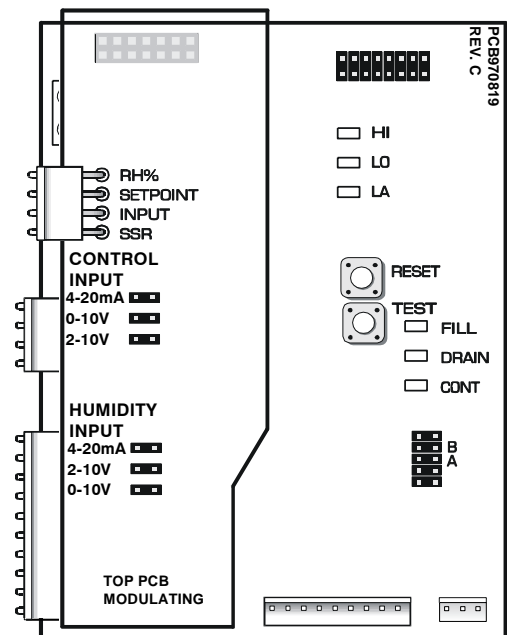 PCB970819
REV. C
HI
LO
LA
RH%
SETPOINT
INPUT
SSR
CONTROL
INPUT
4-20mA
0-10V
2-10V
RESET
TEST
FILL
DRAIN
CONT
HUMIDITY
INPUT
4-20mA
2-10V
0-10V
B
A
TOP PCB
MODULATING